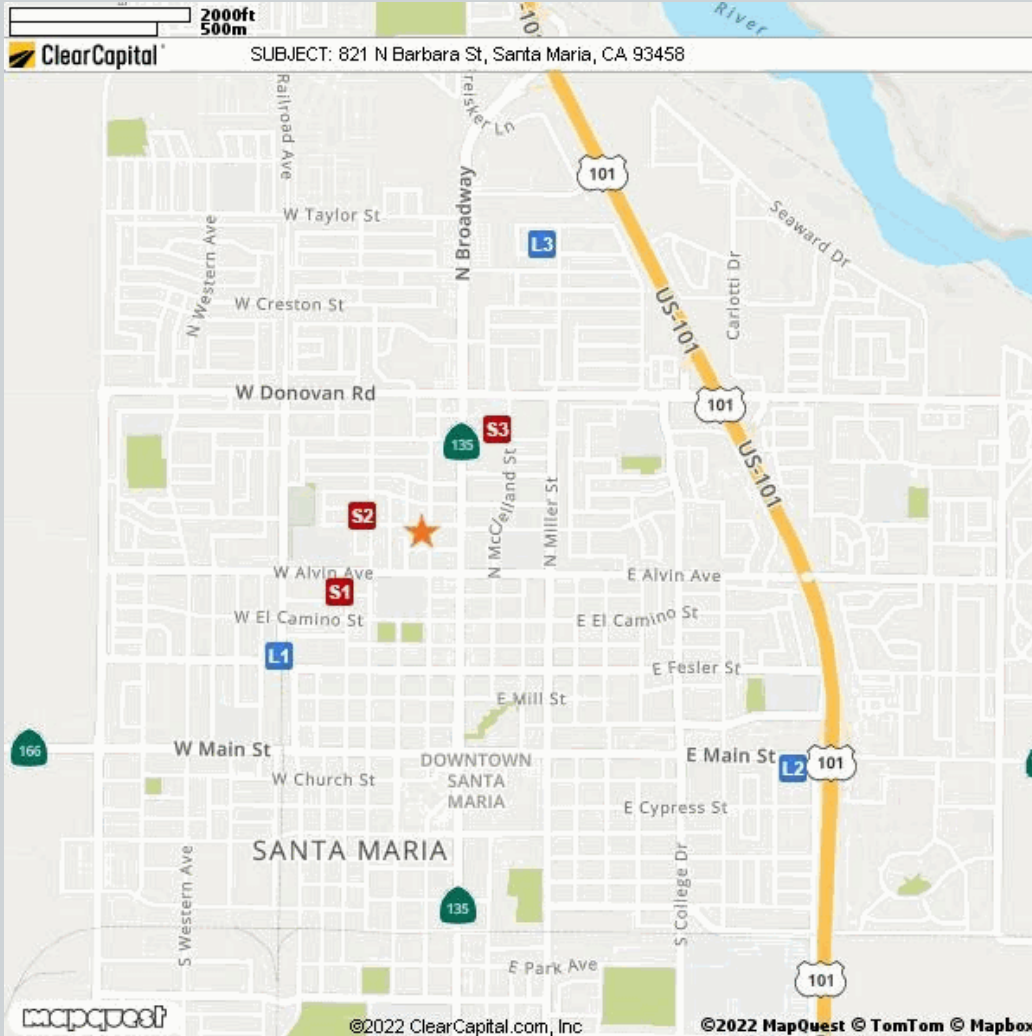 2000ft
500m
101
River
ClearCapital
SUBJECT: 821 N Barbara St, Santa Maria, CA 93458
Railroad Ave
Preisker Ln
101
N Broadway
W Taylor St
N Western Ave
Seaward Dr
L3
Carlotti Dr
W Creston St
US-101
W Donovan Rd
101
S3
135
US-101
N McClelland St
N Miller St
S2
W Alvin Ave
E Alvin Ave
S1
W El Camino St
E El Camino St
L1
E Fesler St
E Mill St
166
W Main St
E Main St
L2
101
DOWNTOWN
SANTA
MARIA
W Church St
E Cypress St
SANTA MARIA
S Western Ave
S College Dr
135
E Park Ave
101
mapquest
©2022 ClearCapital.com, Inc
©2022 MapQuest © TomTom © Mapbox